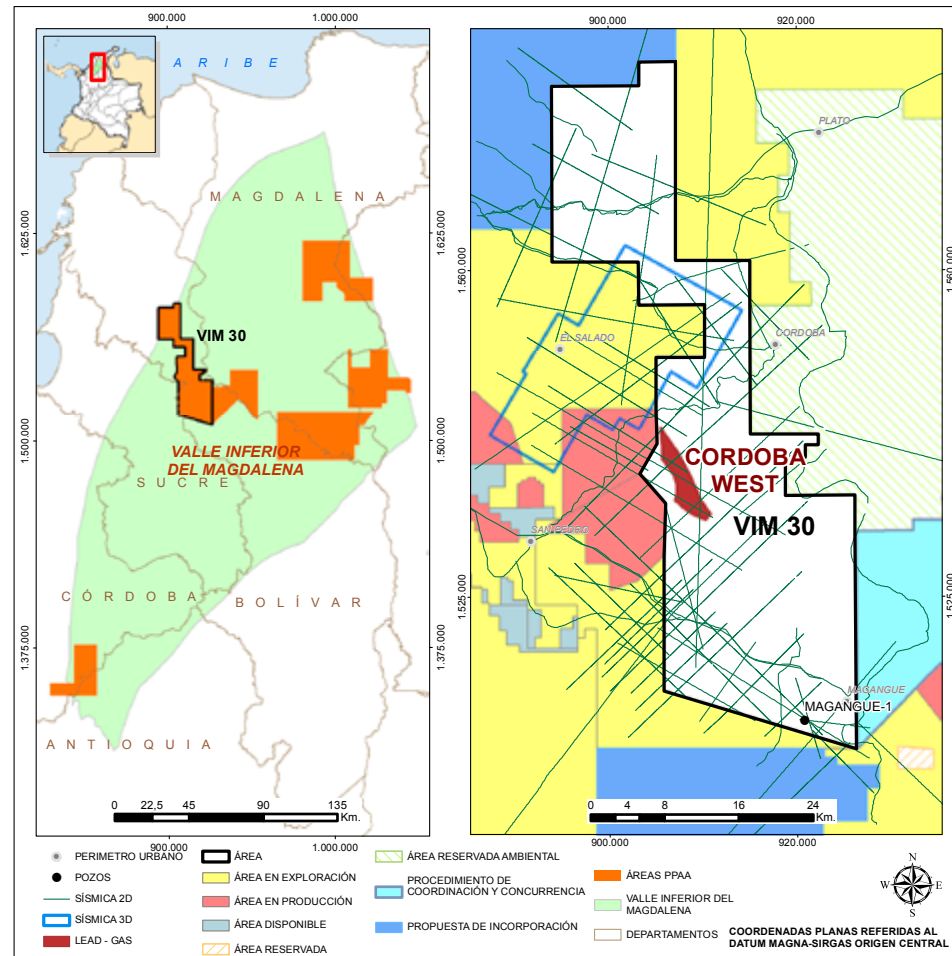 900.000
1.000.000
A R I B E
M A G D A L E N A
1.625.000
1.625.000
VIM 30
1.500.000
1.500.000
VALLE INFERIOR
DEL MAGDALENA
S U C R E
C Ó R D O B A
B O L Í V A R
1.375.000
1.375.000
A N T I O Q U I A
0
22,5
45
90
135
Km.
900.000
1.000.000
900.000
920.000
PLATO
1.560.000
1.560.000
EL SALADO
CORDOBA
CORDOBA
WEST
VIM 30
SAN PEDRO
1.525.000
1.525.000
MAGANGUE
MAGANGUE-1
0
4
8
16
24
Km.
900.000
920.000
PERIMETRO URBANO
POZOS
SÍSMICA 2D
SÍSMICA 3D
LEAD - GAS
ÁREA
ÁREA EN EXPLORACIÓN
ÁREA EN PRODUCCIÓN
ÁREA DISPONIBLE
ÁREA RESERVADA
ÁREA RESERVADA AMBIENTAL
PROCEDIMIENTO DE
COORDINACIÓN Y CONCURRENCIA
PROPUESTA DE INCORPORACIÓN
ÁREAS PPAA
VALLE INFERIOR DEL
MAGDALENA
DEPARTAMENTOS
N
W
E
S
COORDENADAS PLANAS REFERIDAS AL
DATUM MAGNA-SIRGAS ORIGEN CENTRAL